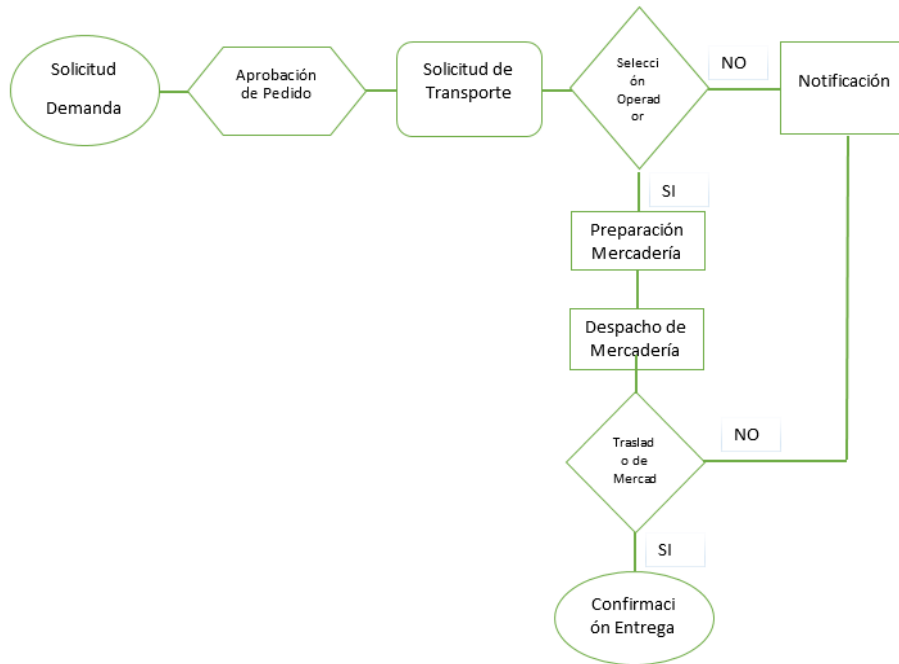 Solicitud
Demanda
Aprobación
de Pedido
Solicitud de
Transporte
Selecci
ón
Operad
or
NO
Notificación
SI
Preparación
Mercadería
Despacho de
Mercadería
Traslad
o de
Mercad
NO
SI
Confirmaci
ón Entrega